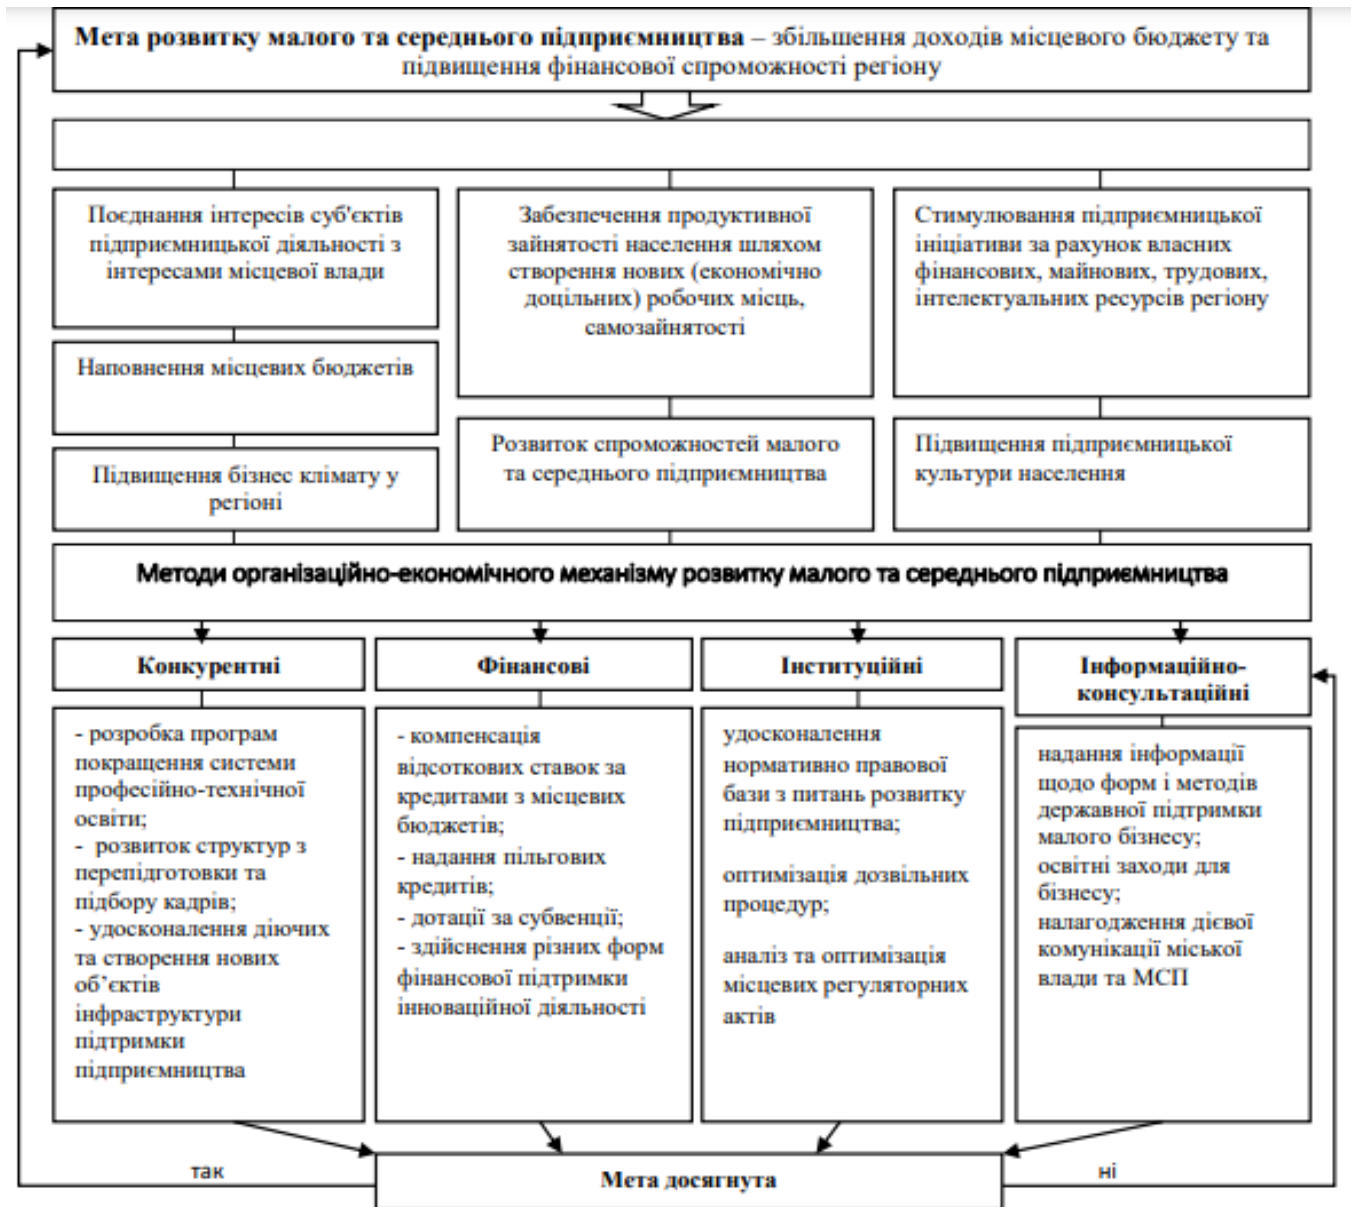 Мета розвитку малого та середнього підприємництва – збільшення доходів місцевого бюджету та
підвищення фінансової спроможності регіону
Поєднання інтересів суб'єктів
підприємницької діяльності з
інтересами місцевої влади
Наповнення місцевих бюджетів
Підвищення бізнес клімату у
регіоні
Забезпечення продуктивної
зайнятості населення шляхом
створення нових (економічно
доцільних) робочих місць,
самозайнятості
Розвиток спроможностей малого
та середнього підприємництва
Стимулювання підприємницької
ініціативи за рахунок власних
фінансових, майнових, трудових,
інтелектуальних ресурсів регіону
Підвищення підприємницької
культури населення
Методи організаційно-економічного механізму розвитку малого та середнього підприємництва
Конкурентні
- розробка програм
покращення системи
професійно-технічної
освіти;
- розвиток структур з
перепідготовки та
підбору кадрів;
- удосконалення діючих
та створення нових
об’єктів
інфраструктури
підтримки
підприємництва
Фінансові
- компенсація
відсоткових ставок за
кредитами з місцевих
бюджетів;
- надання пільгових
кредитів;
- дотації за субвенції;
- здійснення різних форм
фінансової підтримки
інноваційної діяльності
Інституційні
удосконалення
нормативно правової
бази з питань розвитку
підприємництва;
оптимізація дозвільних
процедур;
аналіз та оптимізація
місцевих регуляторних
актів
Інформаційно-
консультаційні
надання інформації
щодо форм і методів
державної підтримки
малого бізнесу;
освітні заходи для
бізнесу;
налагодження дієвої
комунікації міської
влади та МСП
так
Мета досягнута
ні